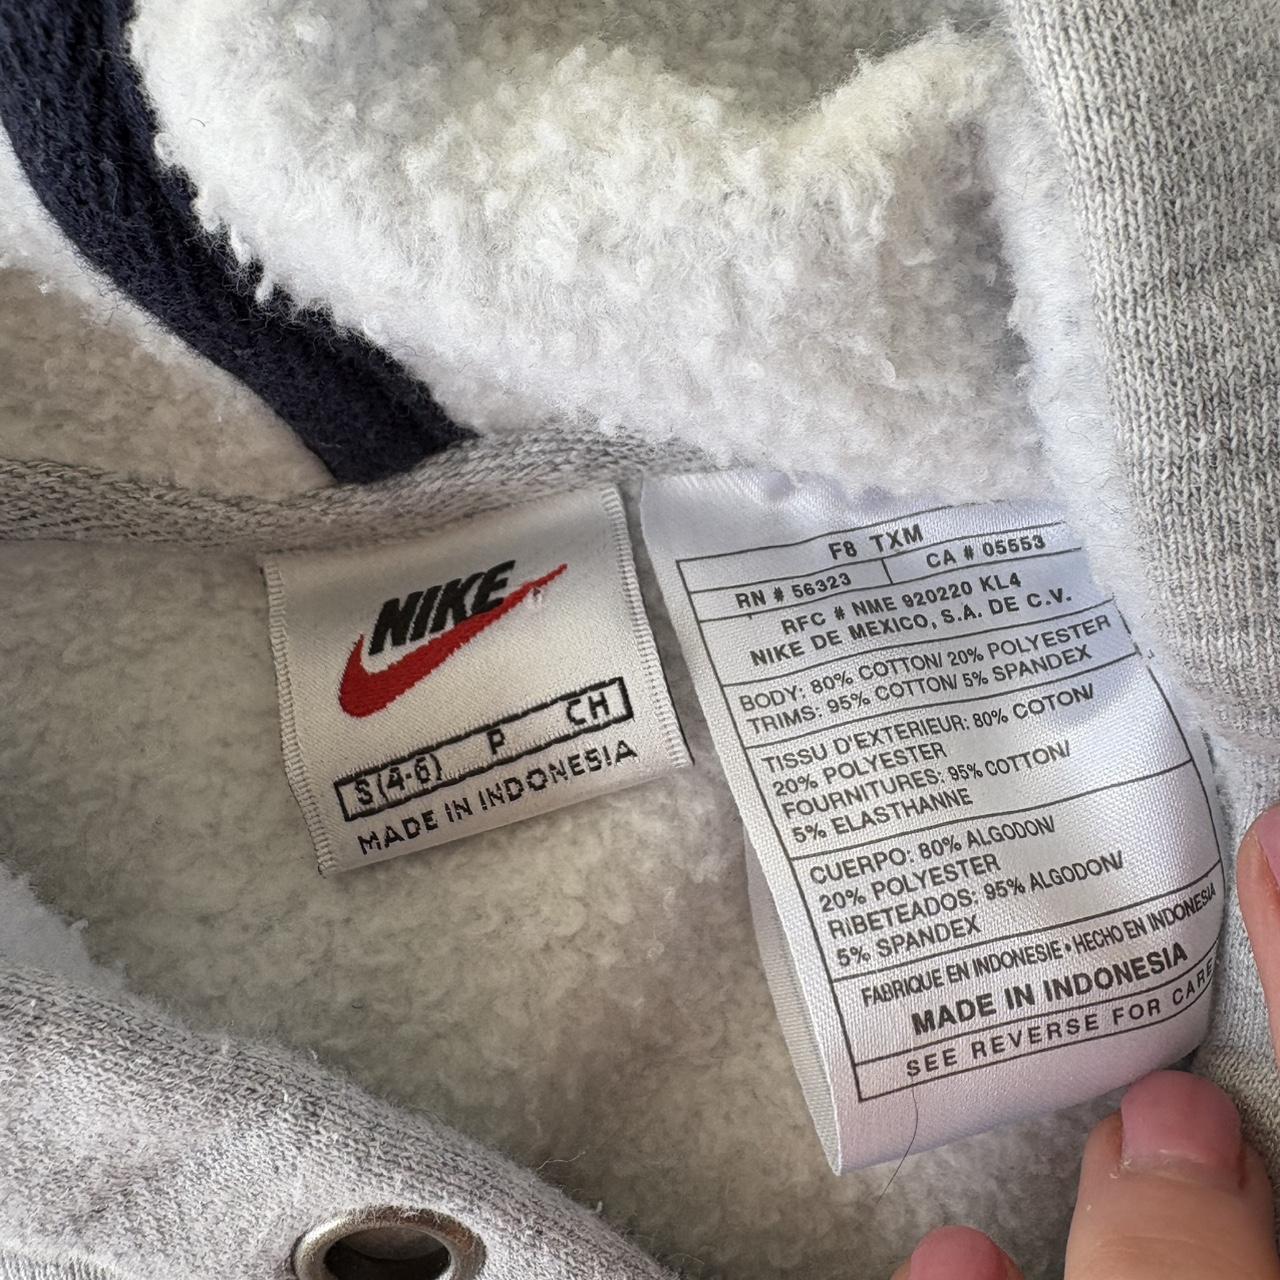 NIKE
S(4-6) P CH
MADE IN INDONESIA
F8 TXM
RN # 56323 CA # 05553
RFC # NME 920220 KL4
NIKE DE MEXICO, S.A. DE C.V.
BODY: 80% COTTON/ 20% POLYESTER
TRIMS: 95% COTTON/ 5% SPANDEX
TISSU D'EXTERIEUR: 80% COTON/
20% POLYESTER
FOURNITURES: 95% COTTON/
5% ELASTHANNE
CUERPO: 80% ALGODON/
20% POLYESTER
RIBETEADOS: 95% ALGODON/
5% SPANDEX
FABRIQUE EN INDONESIE • HECHO EN INDONESIA
MADE IN INDONESIA
SEE REVERSE FOR CARE